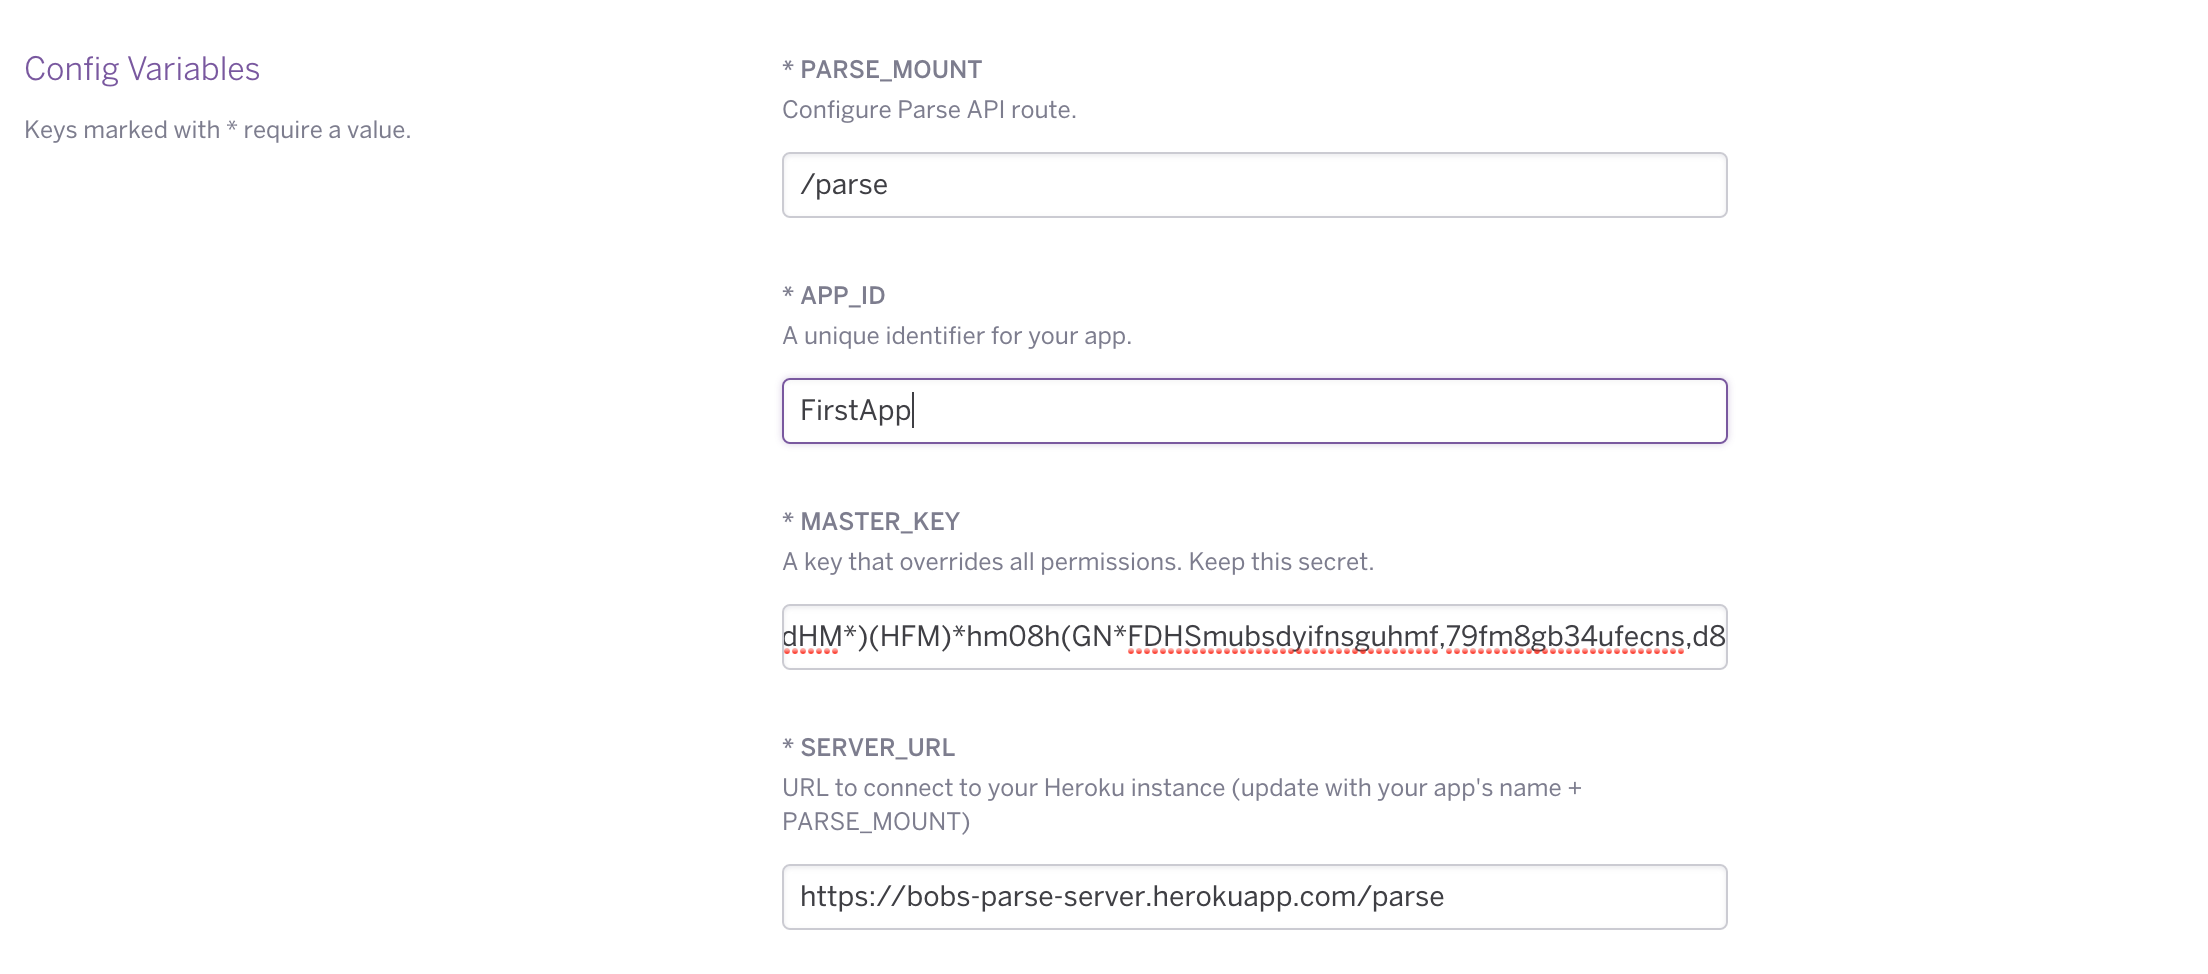 Config Variables
Keys marked with * require a value.
* PARSE_MOUNT
Configure Parse API route.
/parse
* APP_ID
A unique identifier for your app.
FirstApp
* MASTER_KEY
A key that overrides all permissions. Keep this secret.
dHM*)(HFM)*hm08h(GN*FDHSmubsdyifnsguhmf,79fm8gb34ufecns,d8
* SERVER_URL
URL to connect to your Heroku instance (update with your app's name +
PARSE_MOUNT)
https://bobs-parse-server.herokuapp.com/parse